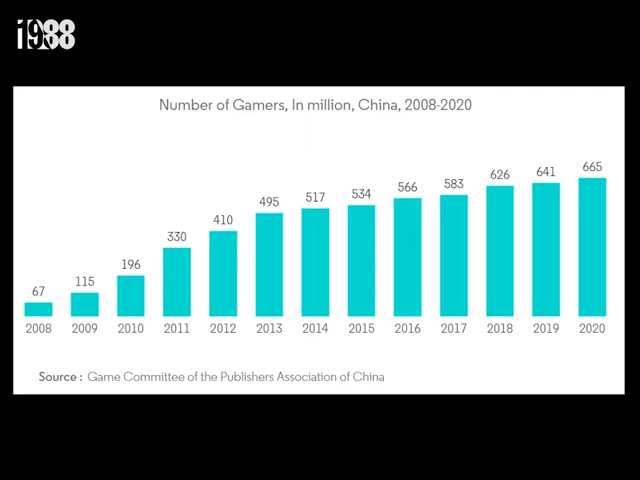 1988
Number of Gamers, In million, China, 2008-2020
67 115 196 330 410 495 517 534 566 583 626 641 665
2008 2009 2010 2011 2012 2013 2014 2015 2016 2017 2018 2019 2020
Source : Game Committee of the Publishers Association of China